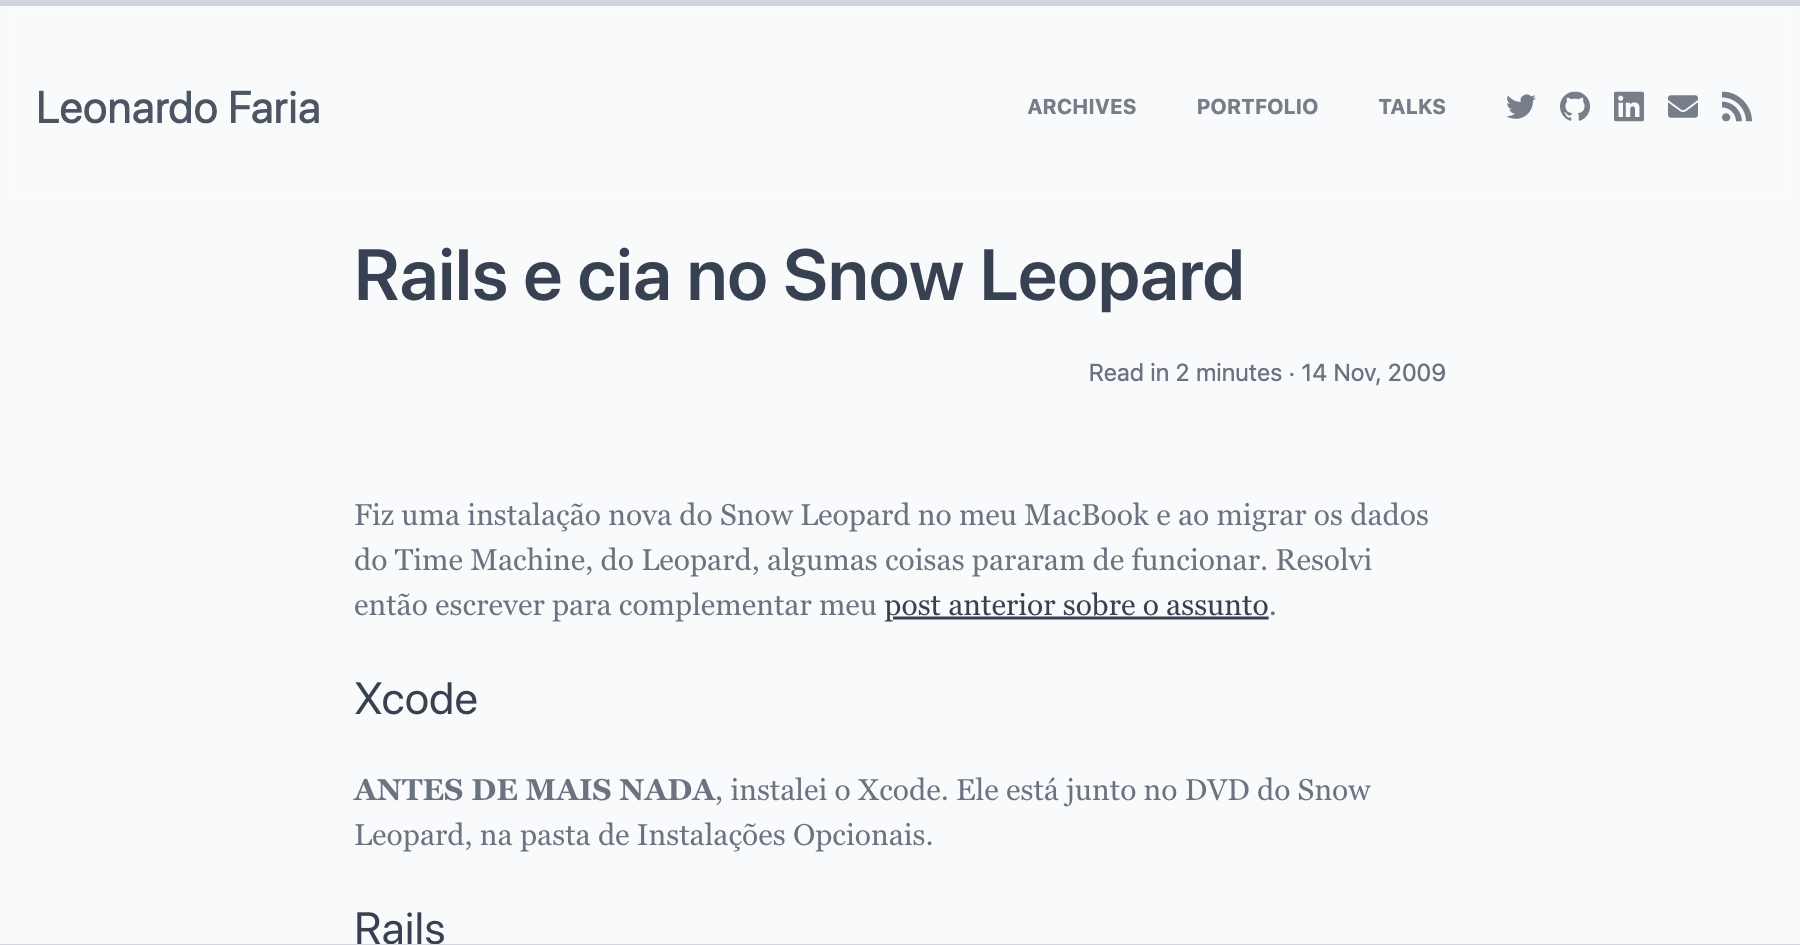 Leonardo Faria
ARCHIVES PORTFOLIO TALKS
Rails e cia no Snow Leopard
Read in 2 minutes · 14 Nov, 2009
Fiz uma instalação nova do Snow Leopard no meu MacBook e ao migrar os dados
do Time Machine, do Leopard, algumas coisas pararam de funcionar. Resolvi
então escrever para complementar meu post anterior sobre o assunto.
Xcode
ANTES DE MAIS NADA, instalei o Xcode. Ele está junto no DVD do Snow
Leopard, na pasta de Instalações Opcionais.
Rails